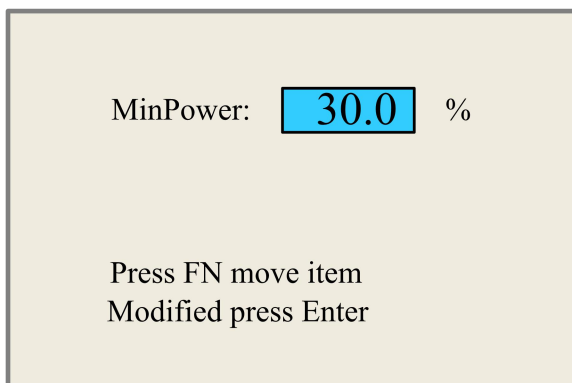 MinPower: 30.0 %
Press FN move item
Modified press Enter